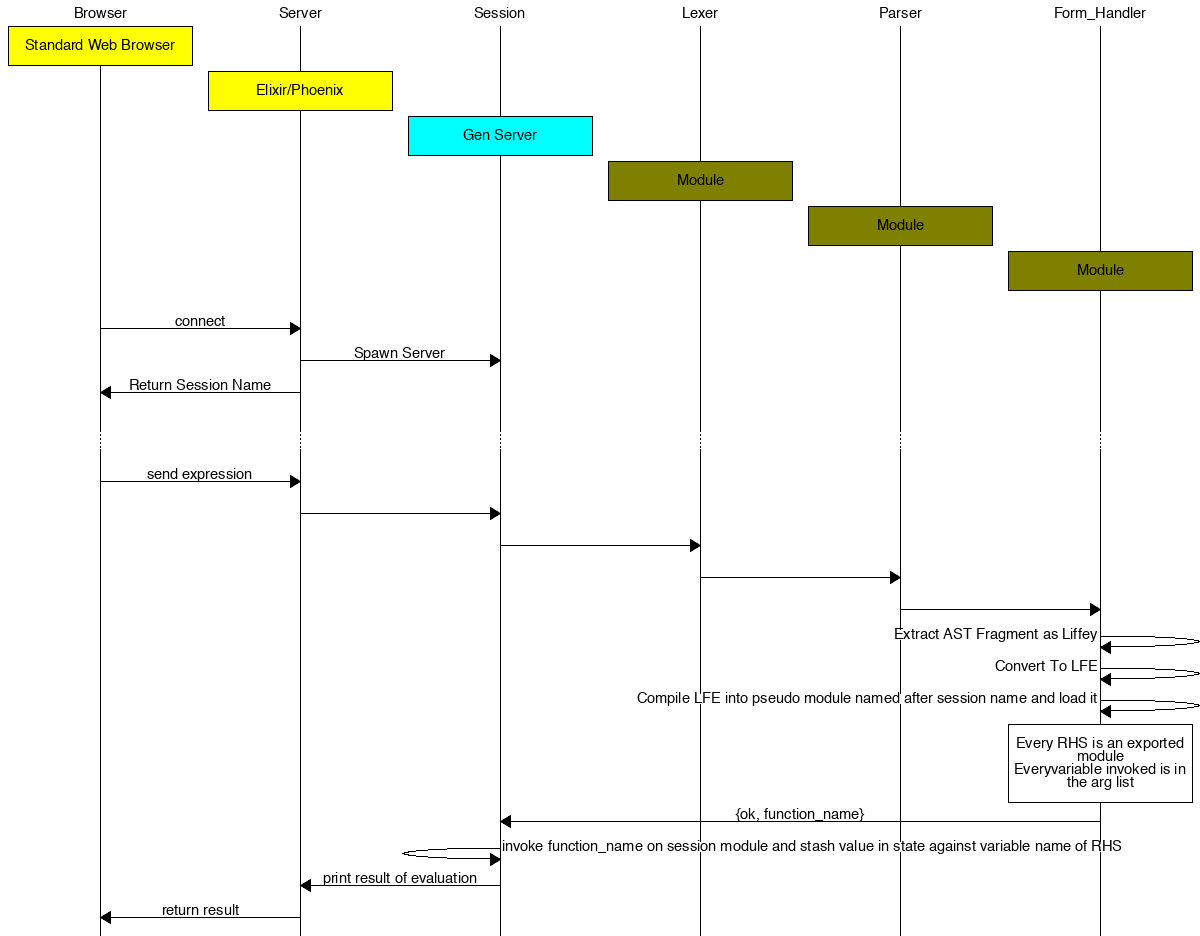 Browser
Server
Session
Lexer
Parser
Form_Handler
Standard Web Browser
Elixir/Phoenix
Gen Server
Module
Module
Module
connect
Spawn Server
Return Session Name
send expression
Extract AST Fragment as Liffey
Convert To LFE
Compile LFE into pseudo module named after session name and load it
Every RHS is an exported
module
Everyvariable invoked is in
the arg list
{ok, function_name}
invoke function_name on session module and stash value in state against variable name of RHS
print result of evaluation
return result